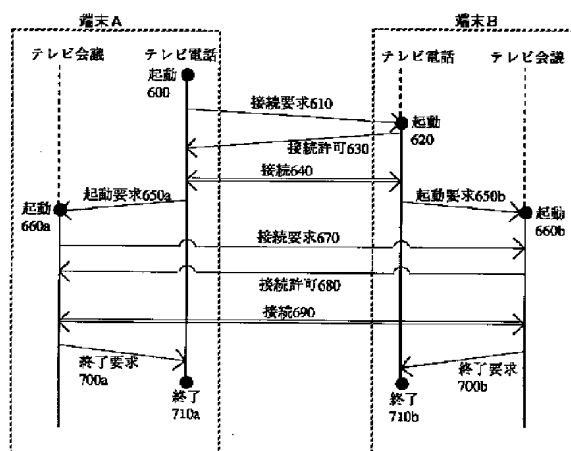 端末A
端末B
テレビ会議
テレビ電話
テレビ電話
テレビ会議
起動
600
接続要求610
起動
620
接続許可630
接続640
起動要求650a
起動要求650b
起動
660a
起動
660b
接続要求670
接続許可680
接続690
終了要求
700a
終了要求
700b
終了
710a
終了
710b